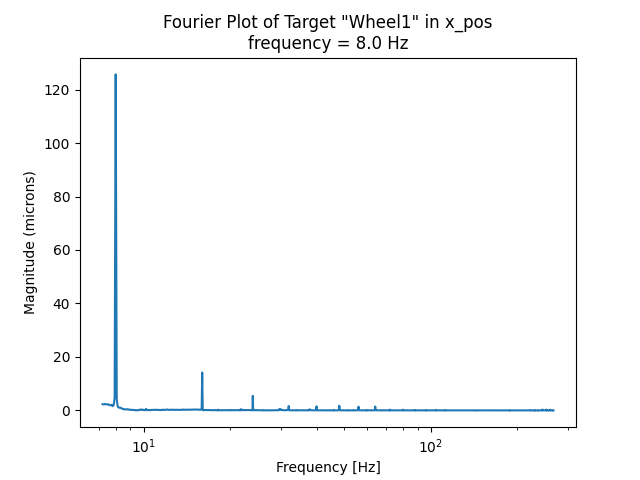 Fourier Plot of Target "Wheel1" in x_pos
frequency = 8.0 Hz
120
100
80
60
40
20
0
Magnitude (microns)
10¹
10²
Frequency [Hz]